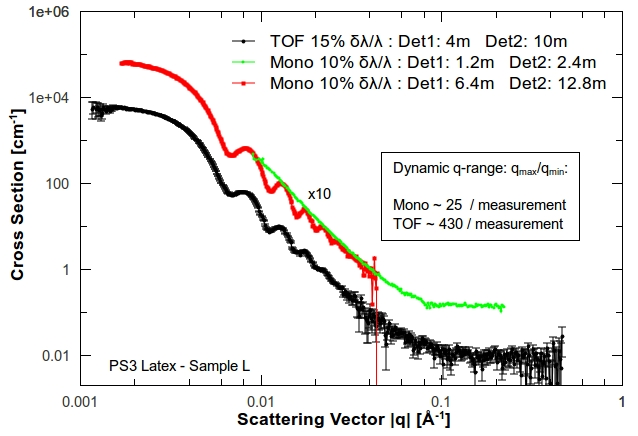 1e+06
1e+04
100
1
0.01
Cross Section [cm⁻¹]
TOF 15% δλ/λ : Det1: 4m Det2: 10m
Mono 10% δλ/λ : Det1: 1.2m Det2: 2.4m
Mono 10% δλ/λ : Det1: 6.4m Det2: 12.8m
Dynamic q-range: qmax/qmin:
Mono ~ 25 / measurement
TOF ~ 430 / measurement
x10
PS3 Latex - Sample L
0.001 0.01 0.1 1
Scattering Vector |q| [Å⁻¹]